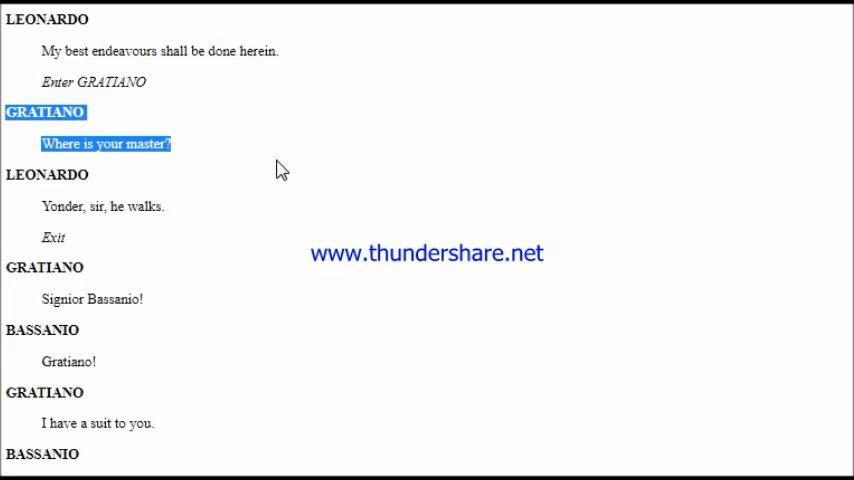 LEONARDO
My best endeavours shall be done herein.
Enter GRATIANO
GRATIANO
Where is your master?
LEONARDO
Yonder, sir, he walks.
Exit
www.thundershare.net
GRATIANO
Signior Bassanio!
BASSANIO
Gratiano!
GRATIANO
I have a suit to you.
BASSANIO